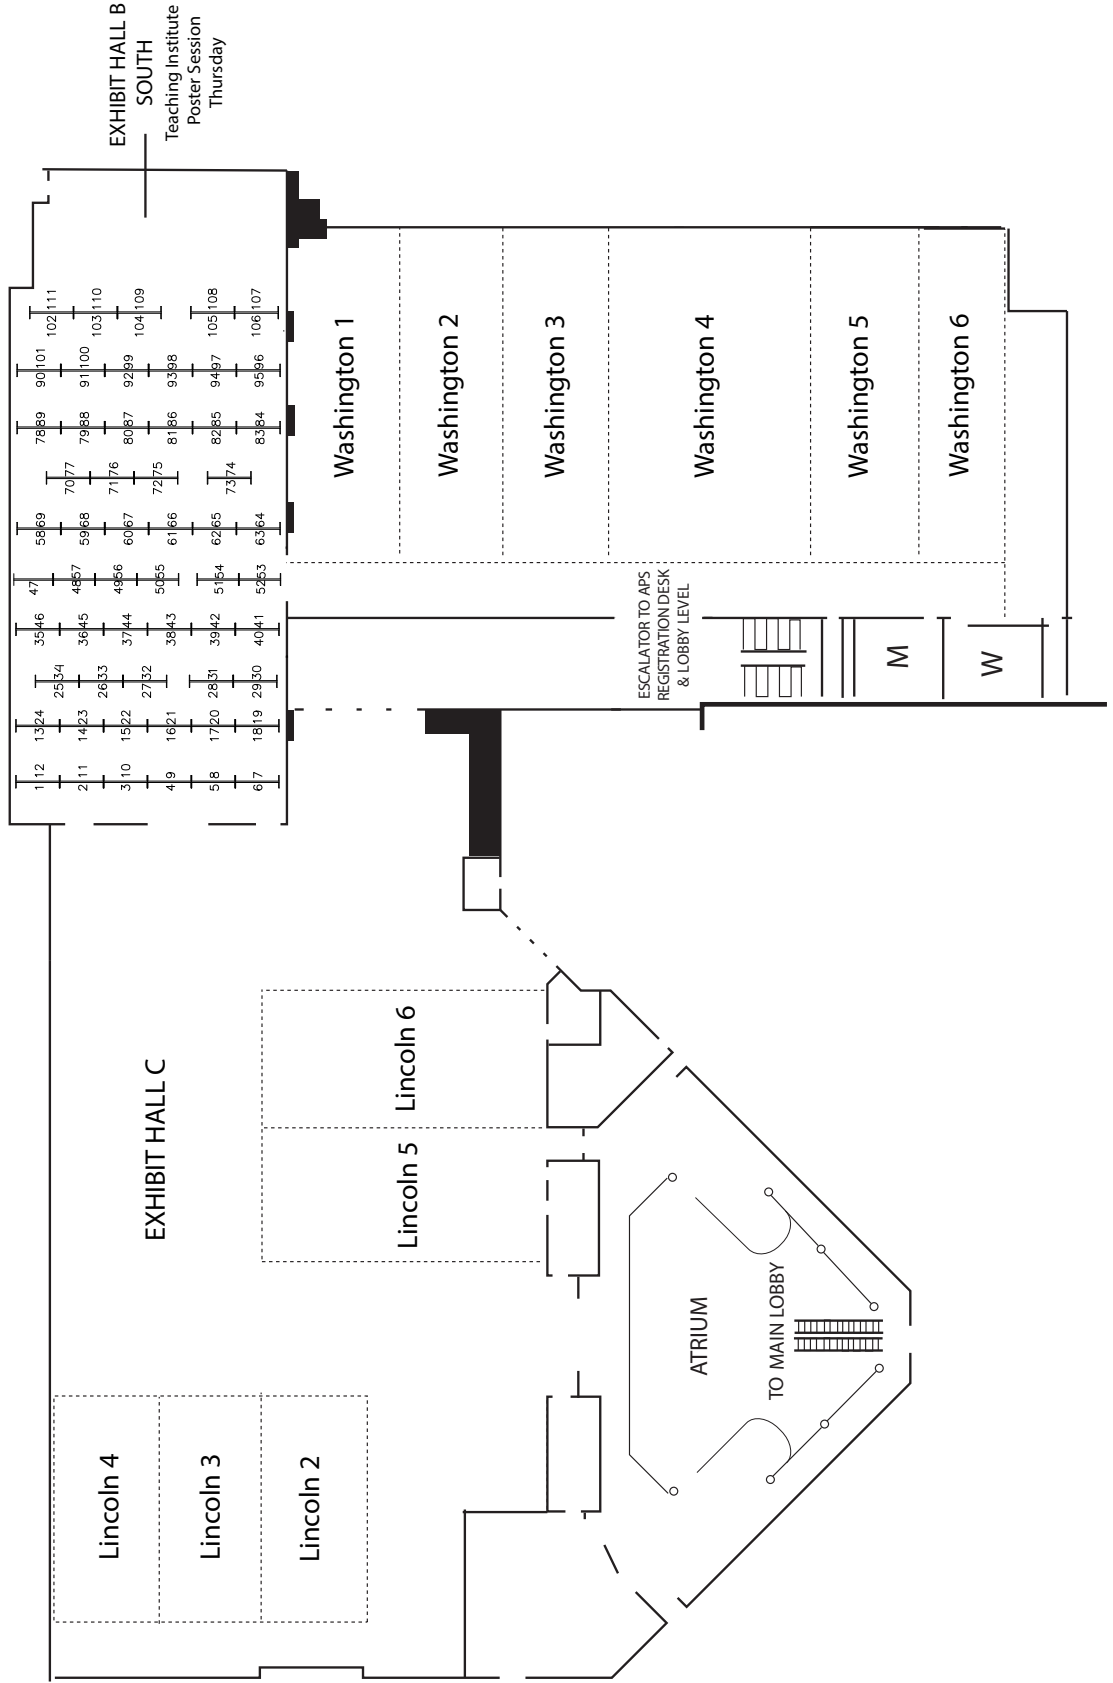 EXHIBIT HALL B
SOUTH
Teaching Institute
Poster Session
Thursday
1 12
2 11
3 10
4 9
5 8
6 7
13 24
14 23
15 22
16 21
17 20
18 19
25 34
26 33
27 32
28 31
29 30
35 46
36 45
37 44
38 43
39 42
40 41
47
48 57
49 56
50 55
51 54
52 53
58 69
59 68
60 67
61 66
62 65
63 64
70 77
71 76
72 75
73 74
78 89
79 88
80 87
81 86
82 85
83 84
90 101
91 100
92 99
93 98
94 97
95 96
102 111
103 110
104 109
105 108
106 107
EXHIBIT HALL C
Lincoln 4
Lincoln 3
Lincoln 2
Lincoln 5
Lincoln 6
Washington 1
Washington 2
Washington 3
Washington 4
Washington 5
Washington 6
ESCALATOR TO APS
REGISTRATION DESK
& LOBBY LEVEL
M
W
ATRIUM
TO MAIN LOBBY